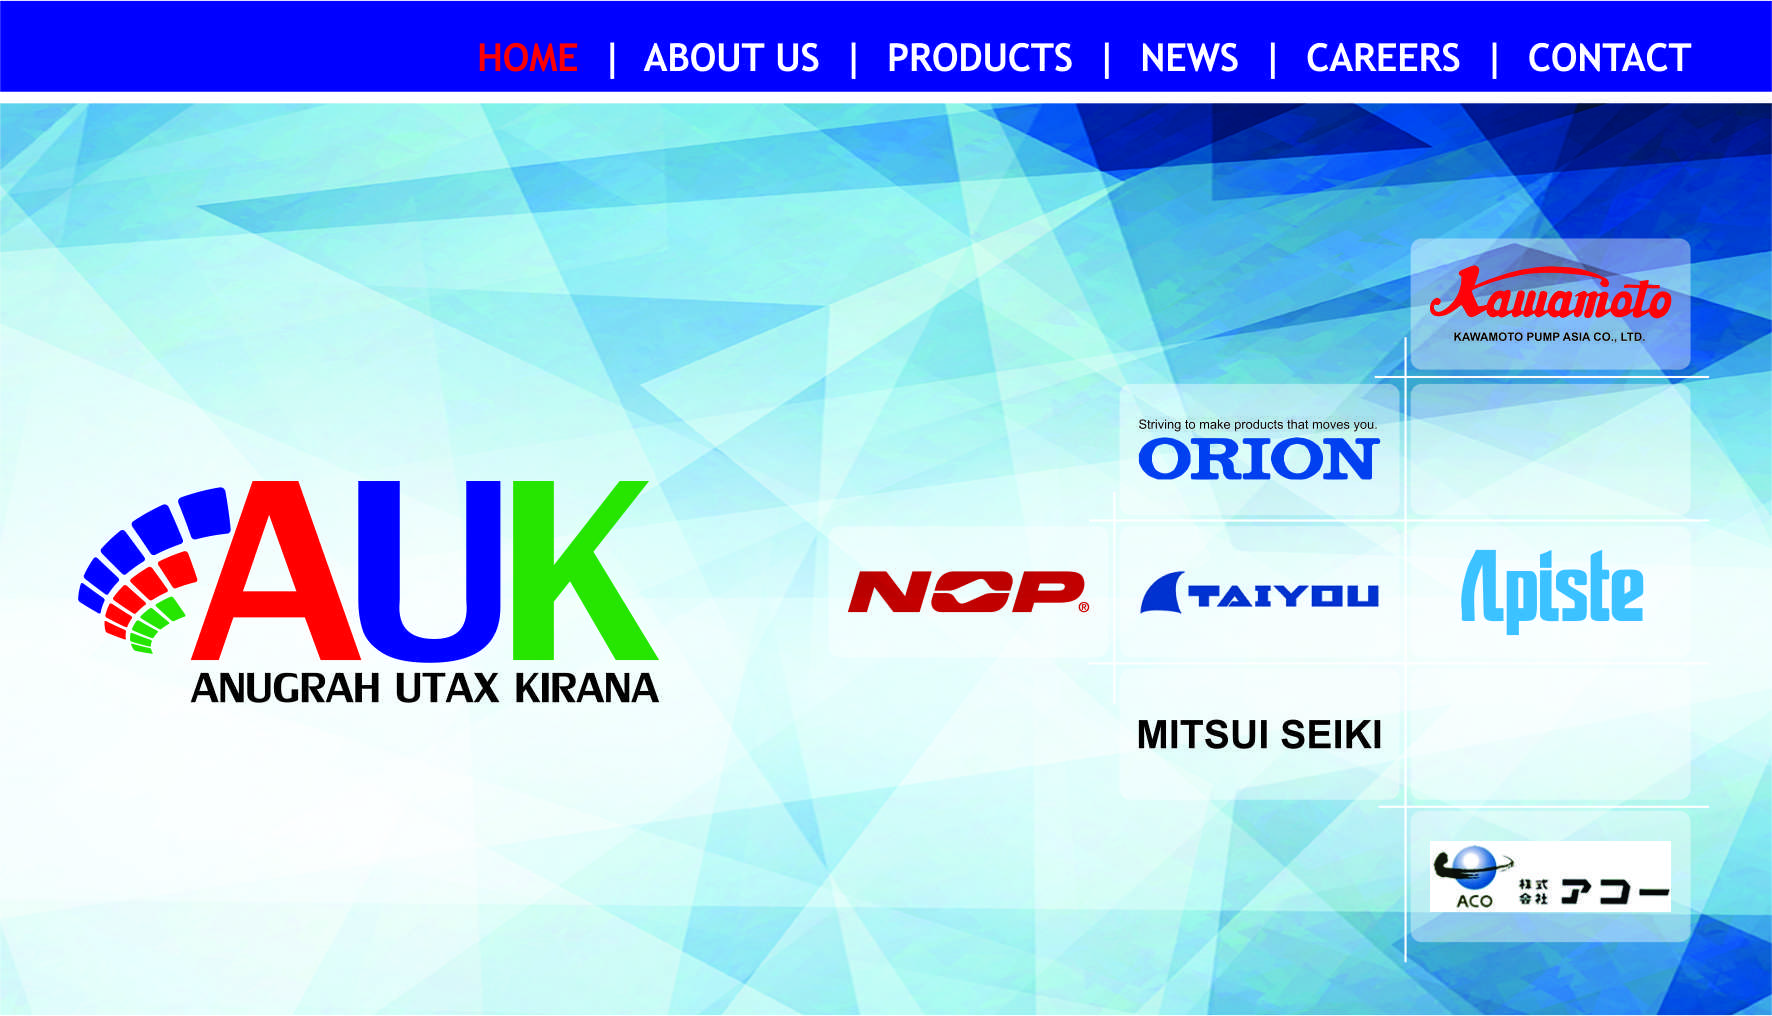 HOME | ABOUT US | PRODUCTS | NEWS | CAREERS | CONTACT
Kawamoto
KAWAMOTO PUMP ASIA CO., LTD.
Striving to make products that moves you.
ORION
AUK
ANUGRAH UTAX KIRANA
NOP®
TAIYOU
Apiste
MITSUI SEIKI
ACO
株式会社 アコー